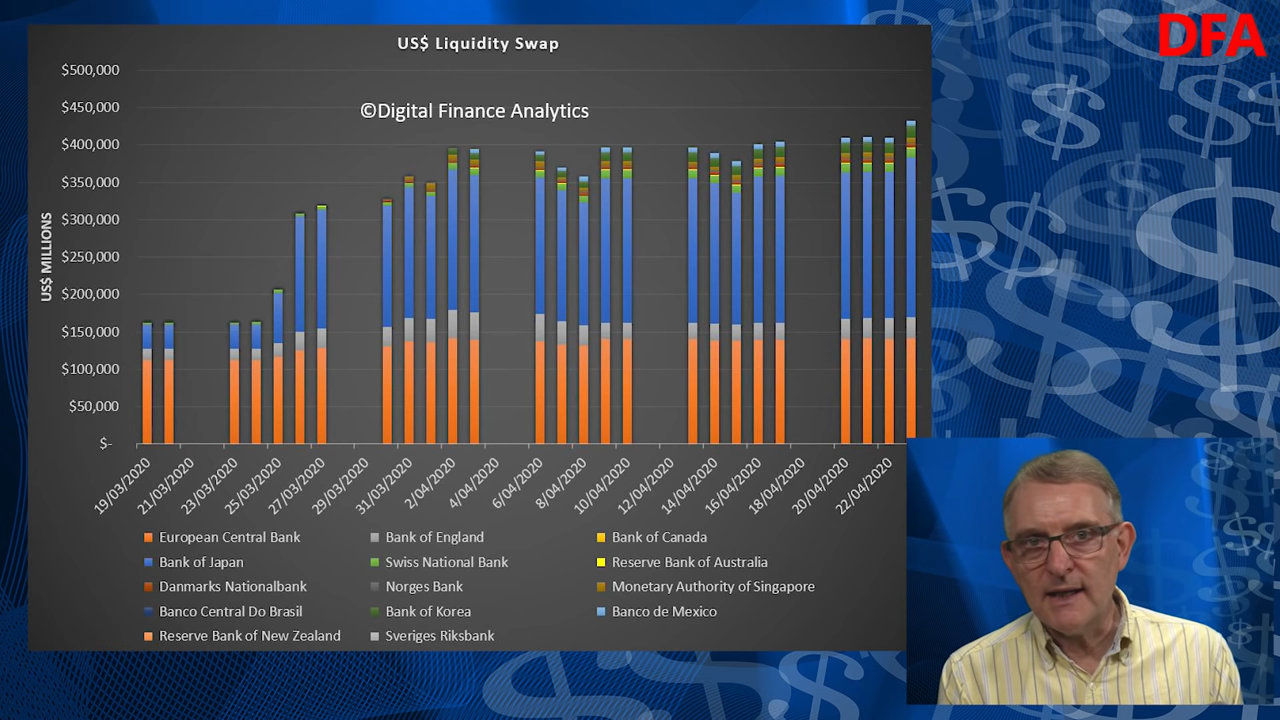 DFA
US$ Liquidity Swap
©Digital Finance Analytics
US$ MILLIONS
$500,000
$450,000
$400,000
$350,000
$300,000
$250,000
$200,000
$150,000
$100,000
$50,000
$-
19/03/2020
21/03/2020
23/03/2020
25/03/2020
27/03/2020
29/03/2020
31/03/2020
2/04/2020
4/04/2020
6/04/2020
8/04/2020
10/04/2020
12/04/2020
14/04/2020
16/04/2020
18/04/2020
20/04/2020
22/04/2020
European Central Bank
Bank of England
Bank of Canada
Bank of Japan
Swiss National Bank
Reserve Bank of Australia
Danmarks Nationalbank
Norges Bank
Monetary Authority of Singapore
Banco Central Do Brasil
Bank of Korea
Banco de Mexico
Reserve Bank of New Zealand
Sveriges Riksbank